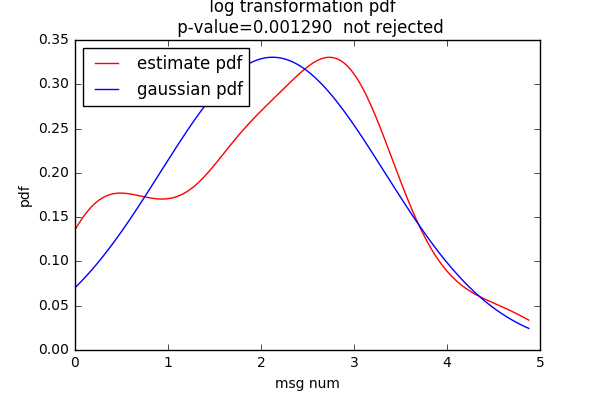 log transformation pdf
p-value=0.001290  not rejected
estimate pdf
gaussian pdf
0.35
0.30
0.25
0.20
0.15
0.10
0.05
0.00
pdf
0 1 2 3 4 5
msg num